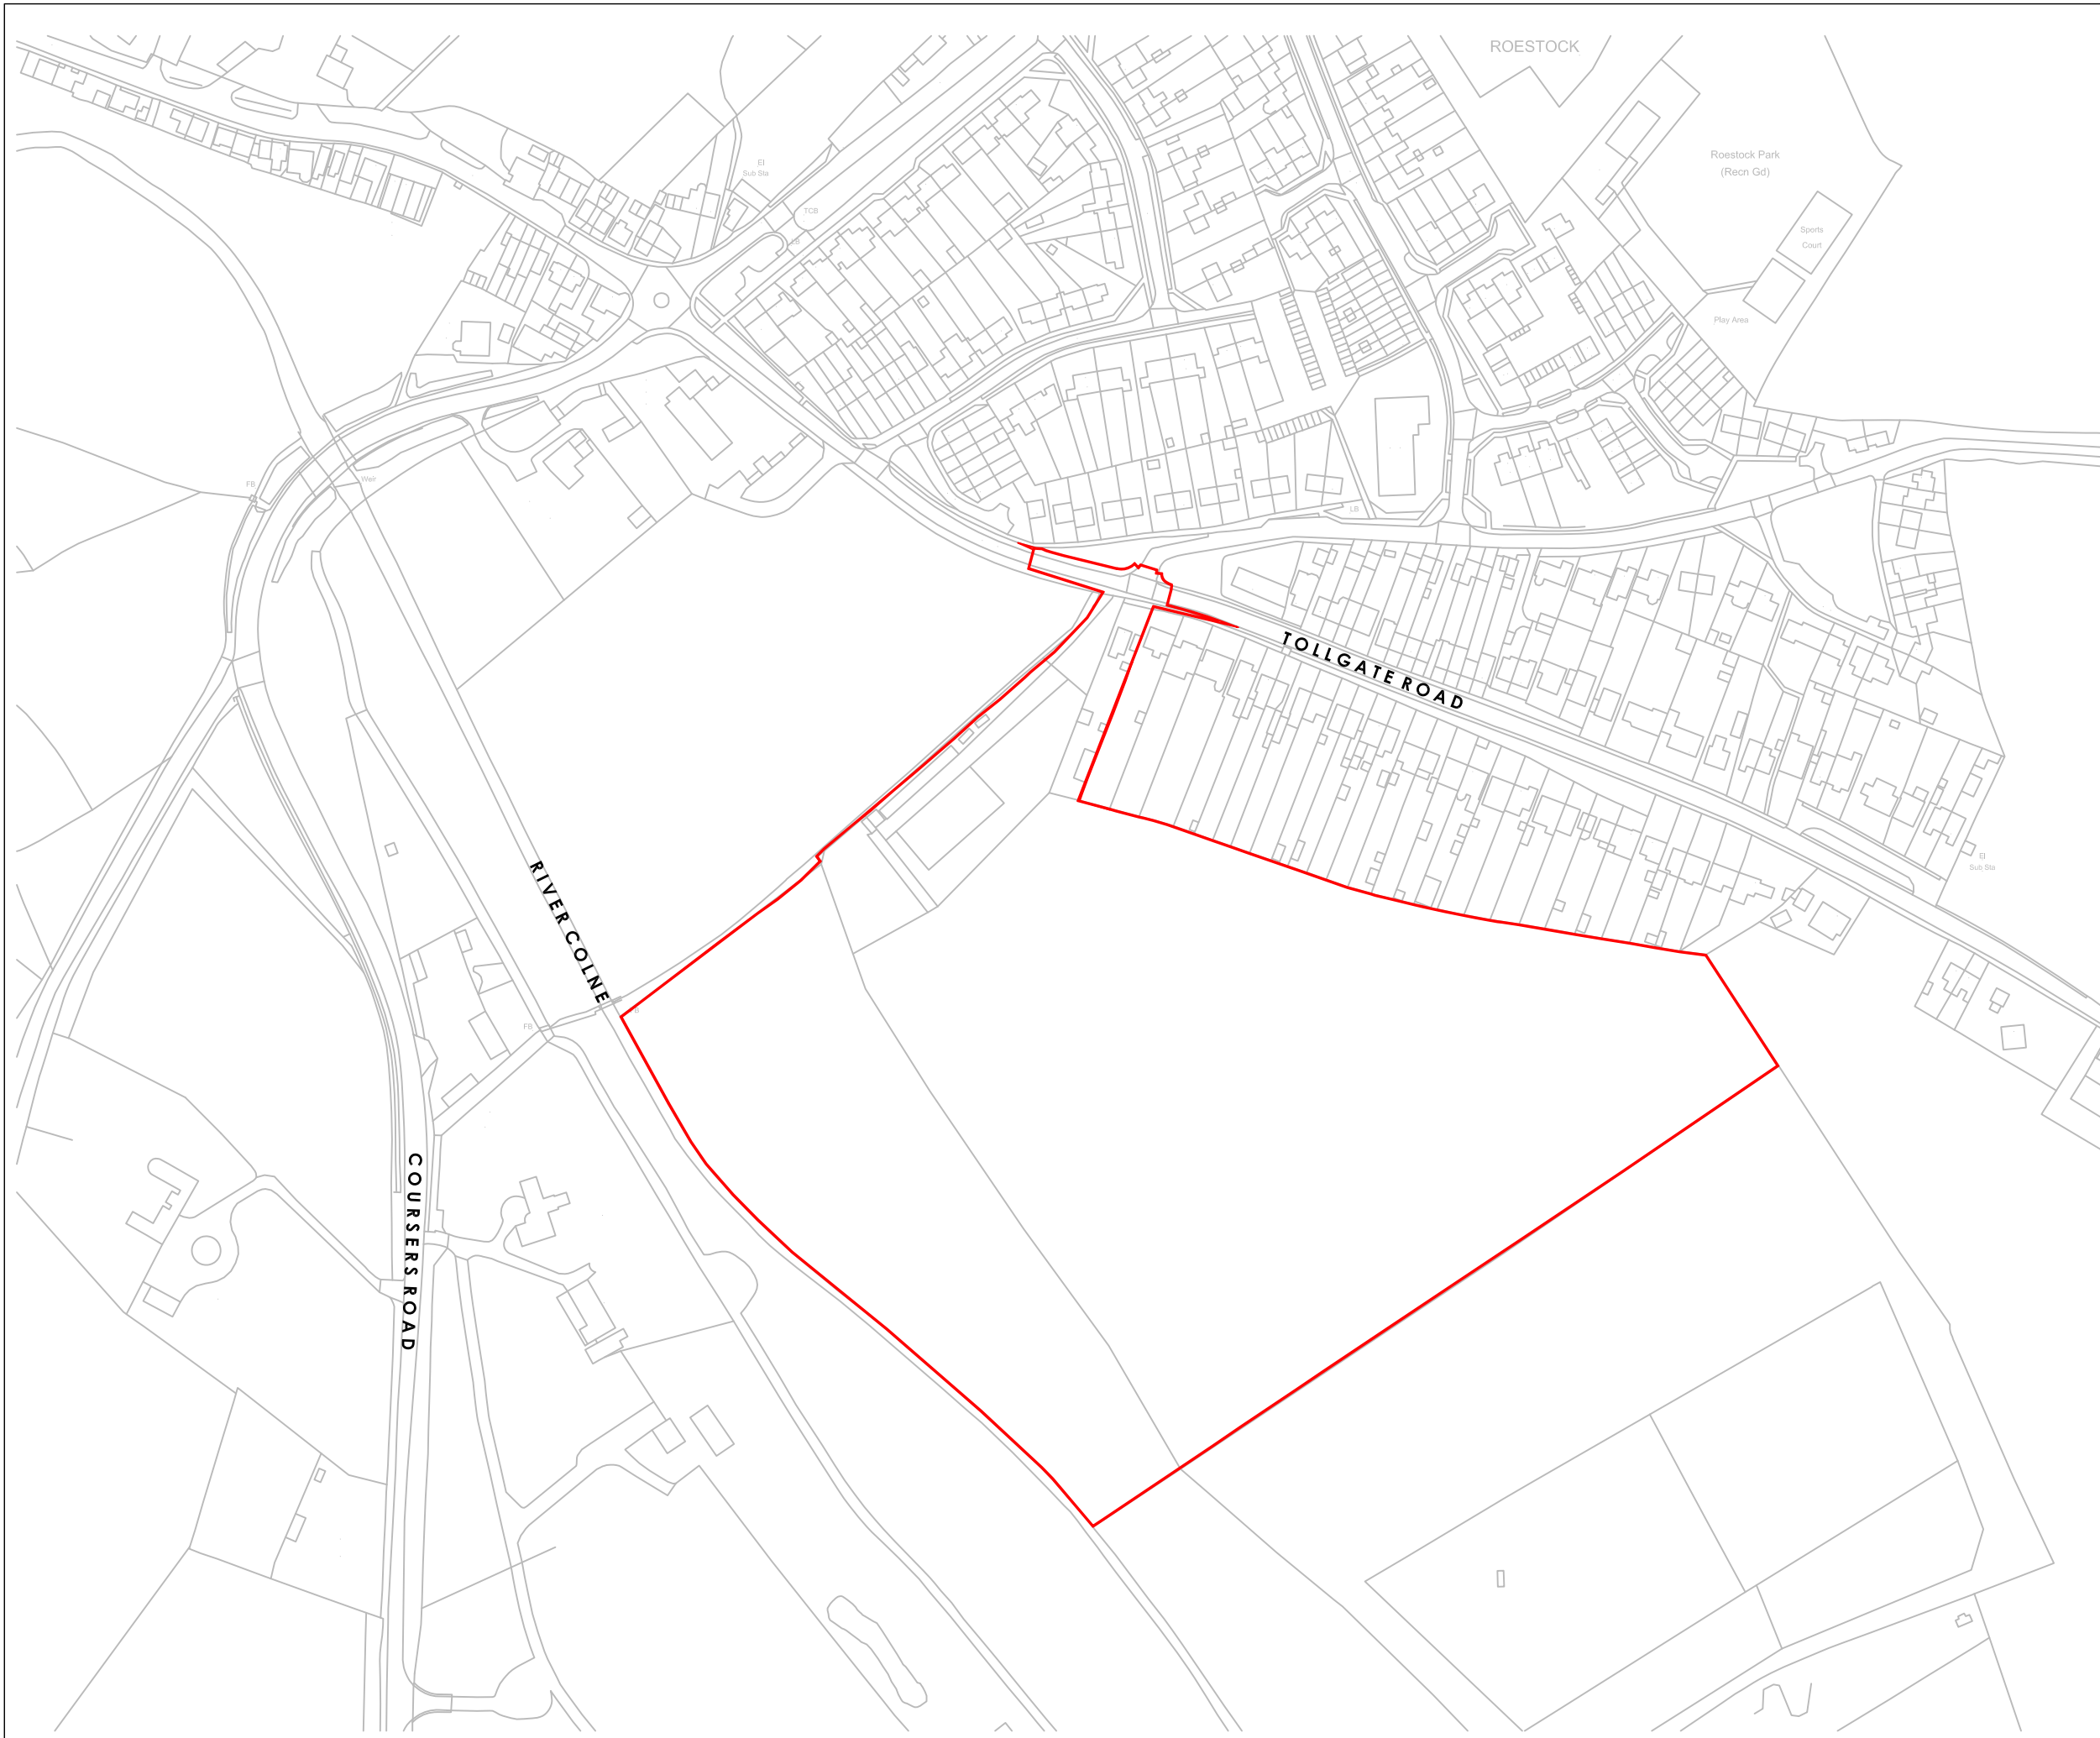 ROESTOCK
Roestock Park
(Recn Gd)
El
Sub Sta
TCB
LB
Sports
Court
Play Area
FB
Weir
LB
TOLLGATE ROAD
El
Sub Sta
RIVER COLNE
FB
COURSERS ROAD